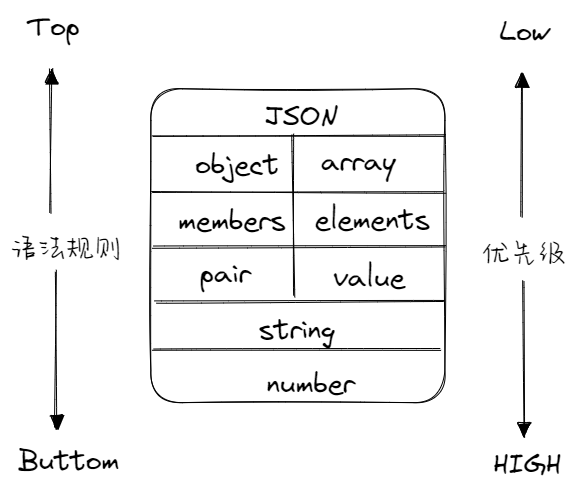 Top
Low
JSON
object array
members elements
语法规则
优先级
pair value
string
number
Buttom
HIGH